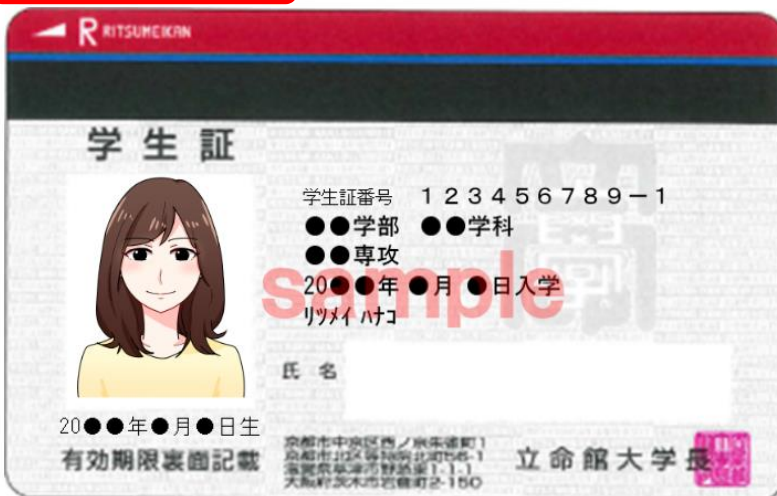 RITSUMEIKAN
学生証
学生証番号 １２３４５６７８９－１
●●学部 ●●学科
●●専攻
20●●年 ●月 ●日入学
ﾘﾂﾒｲ ﾊﾅｺ
sample
氏 名
20●●年●月●日生
有効期限裏面記載
京都市中京区西ノ京朱雀町1
京都市北区等持院北町56-1
滋賀県草津市野路東1-1-1
大阪府茨木市岩倉町2-150
立命館大学長